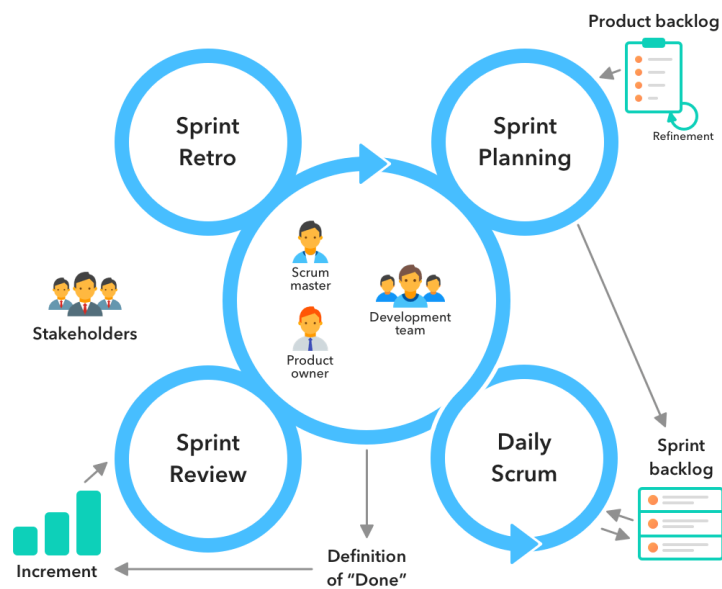 Product backlog
Refinement
Sprint
Retro
Sprint
Planning
Scrum
master
Development
team
Product
owner
Stakeholders
Sprint
Review
Daily
Scrum
Sprint
backlog
Increment
Definition
of “Done”